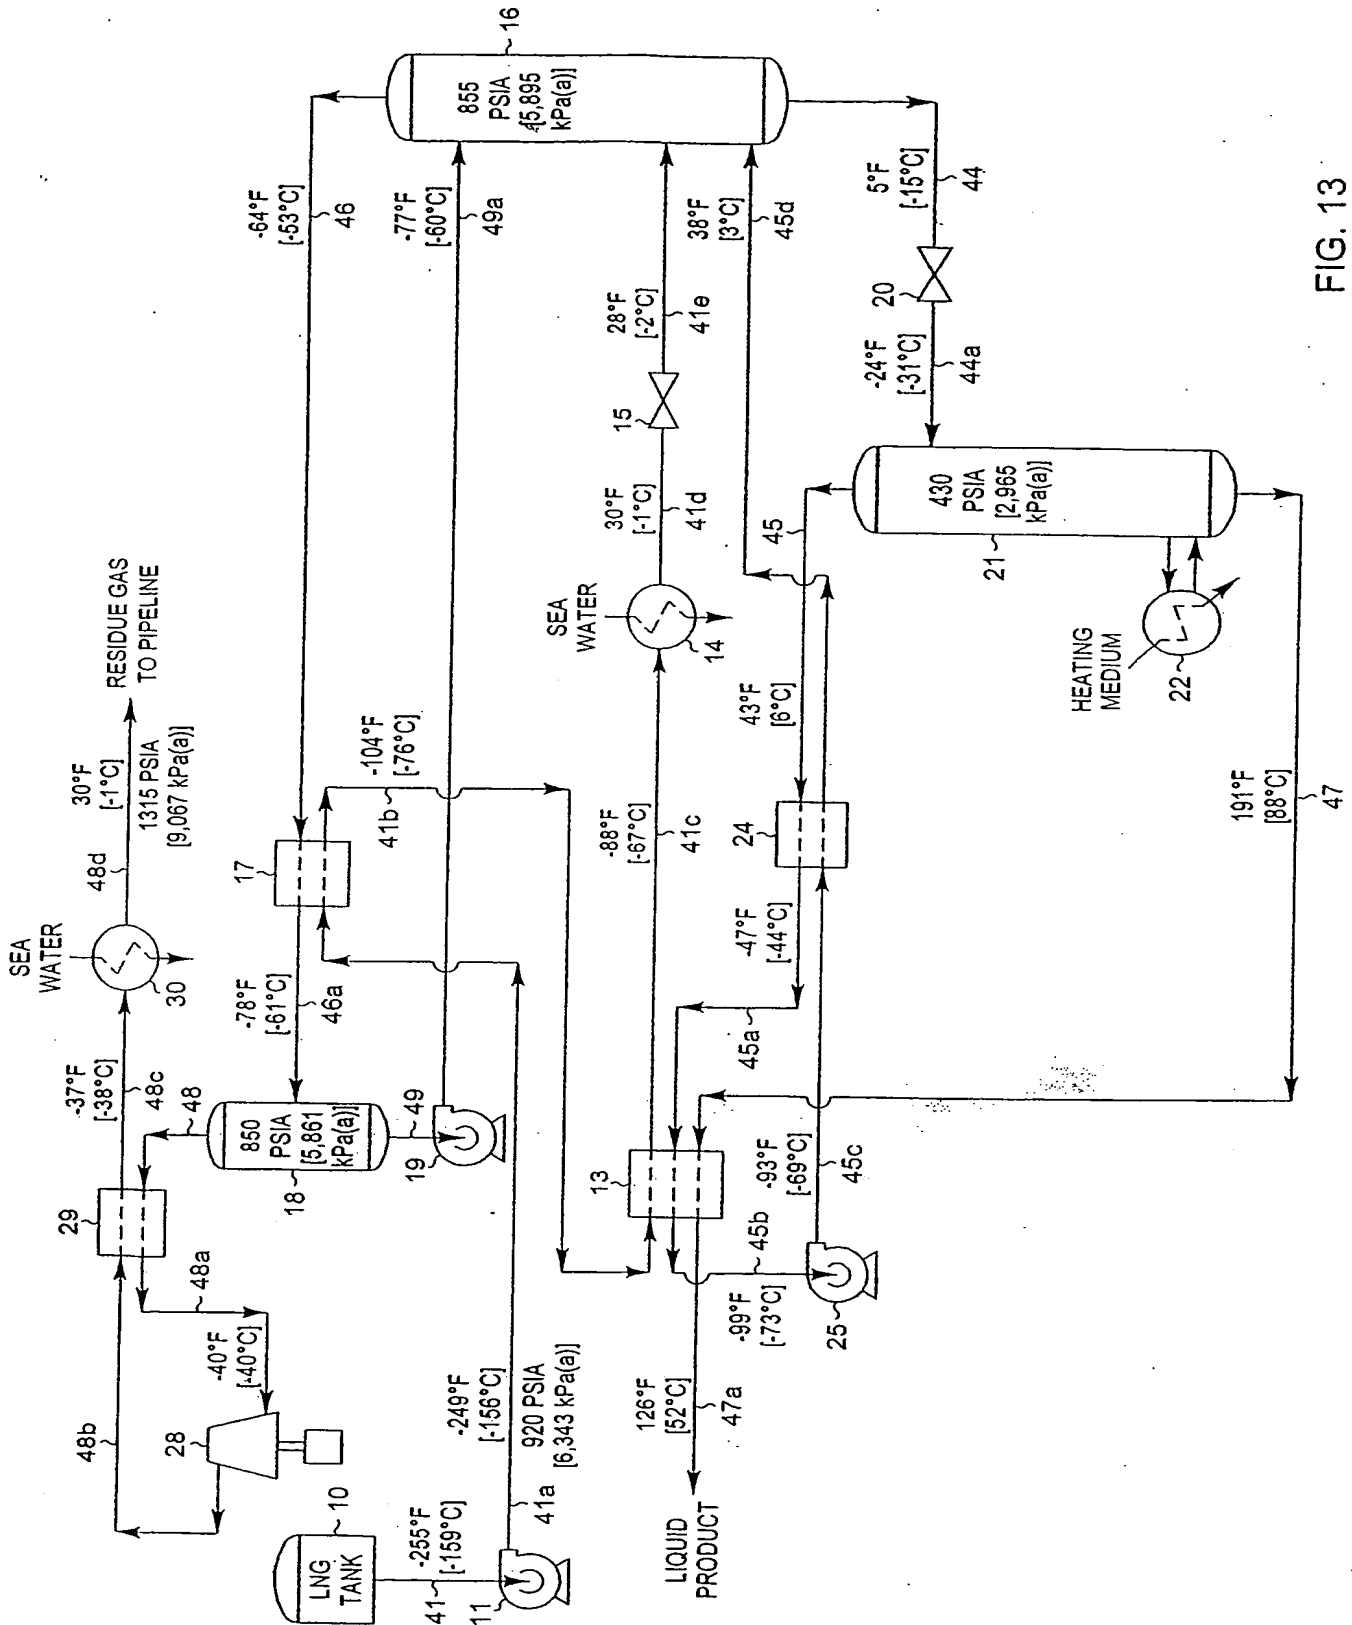 SEA
WATER
30
48d
30°F
[-1°C]
RESIDUE GAS
TO PIPELINE
1315 PSIA
[9,067 kPa(a)]
-37°F
[-38°C]
48c
29
48
48a
48b
-40°F
[-40°C]
28
850
PSIA
[5,861
kPa(a)]
18
-78°F
[-61°C]
46a
17
-64°F
[-53°C]
46
16
855
PSIA
[5,895
kPa(a)]
-77°F
[-60°C]
49a
49
19
-104°F
[-76°C]
41b
LNG
TANK
10
-255°F
[-159°C]
41
11
41a
-249°F
[-156°C]
920 PSIA
[6,343 kPa(a)]
13
-88°F
[-67°C]
41c
SEA
WATER
14
30°F
[-1°C]
41d
15
28°F
[-2°C]
41e
38°F
[3°C]
45d
5°F
[-15°C]
44
20
-24°F
[-31°C]
44a
430
PSIA
[2,965
kPa(a)]
21
45
43°F
[6°C]
24
-47°F
[-44°C]
45a
-93°F
[-69°C]
45c
45b
-99°F
[-73°C]
25
HEATING
MEDIUM
22
191°F
[88°C]
47
126°F
[52°C]
47a
LIQUID
PRODUCT
FIG. 13